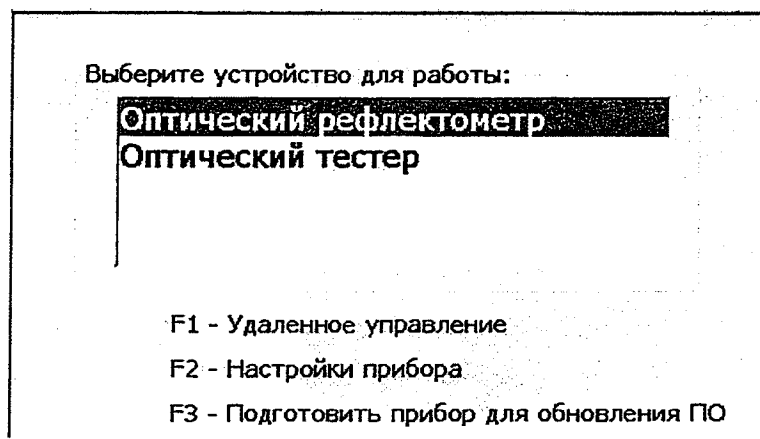 Выберите устройство для работы:
Оптический рефлектометр
Оптический тестер
F1 - Удаленное управление
F2 - Настройки прибора
F3 - Подготовить прибор для обновления ПО